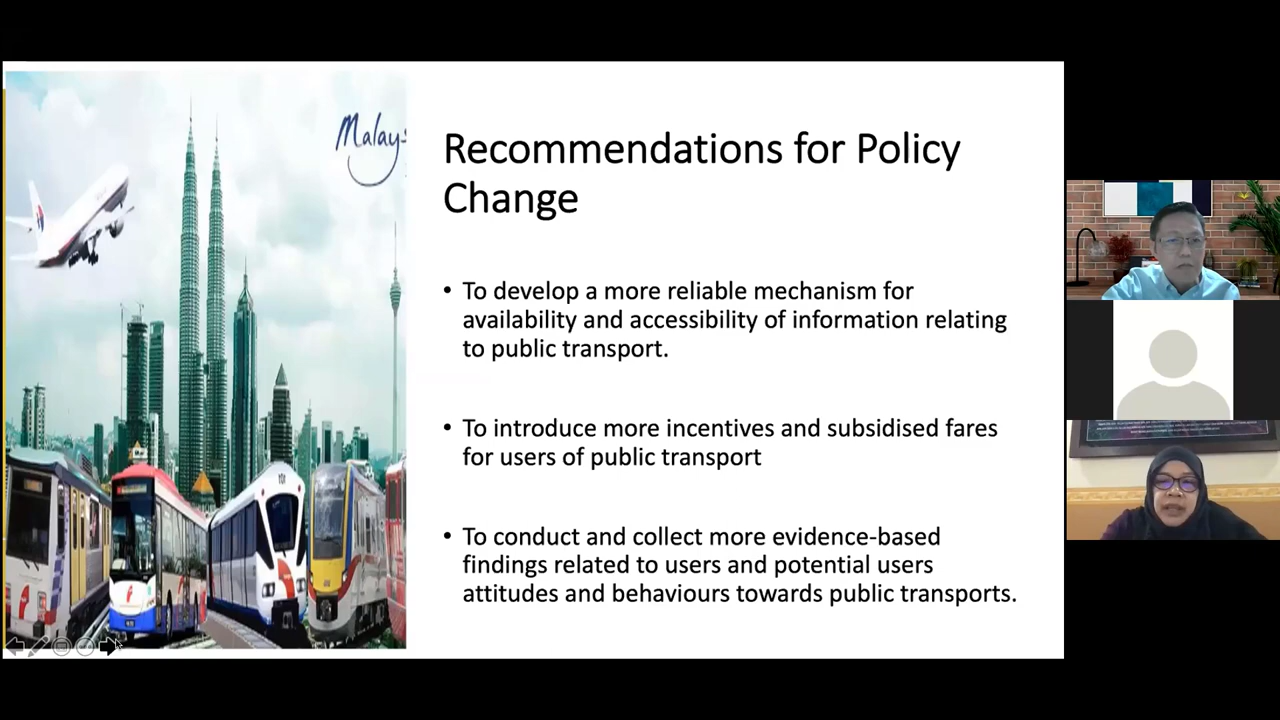 Malays
Recommendations for Policy
Change
• To develop a more reliable mechanism for
availability and accessibility of information relating
to public transport.
• To introduce more incentives and subsidised fares
for users of public transport
• To conduct and collect more evidence-based
findings related to users and potential users
attitudes and behaviours towards public transports.